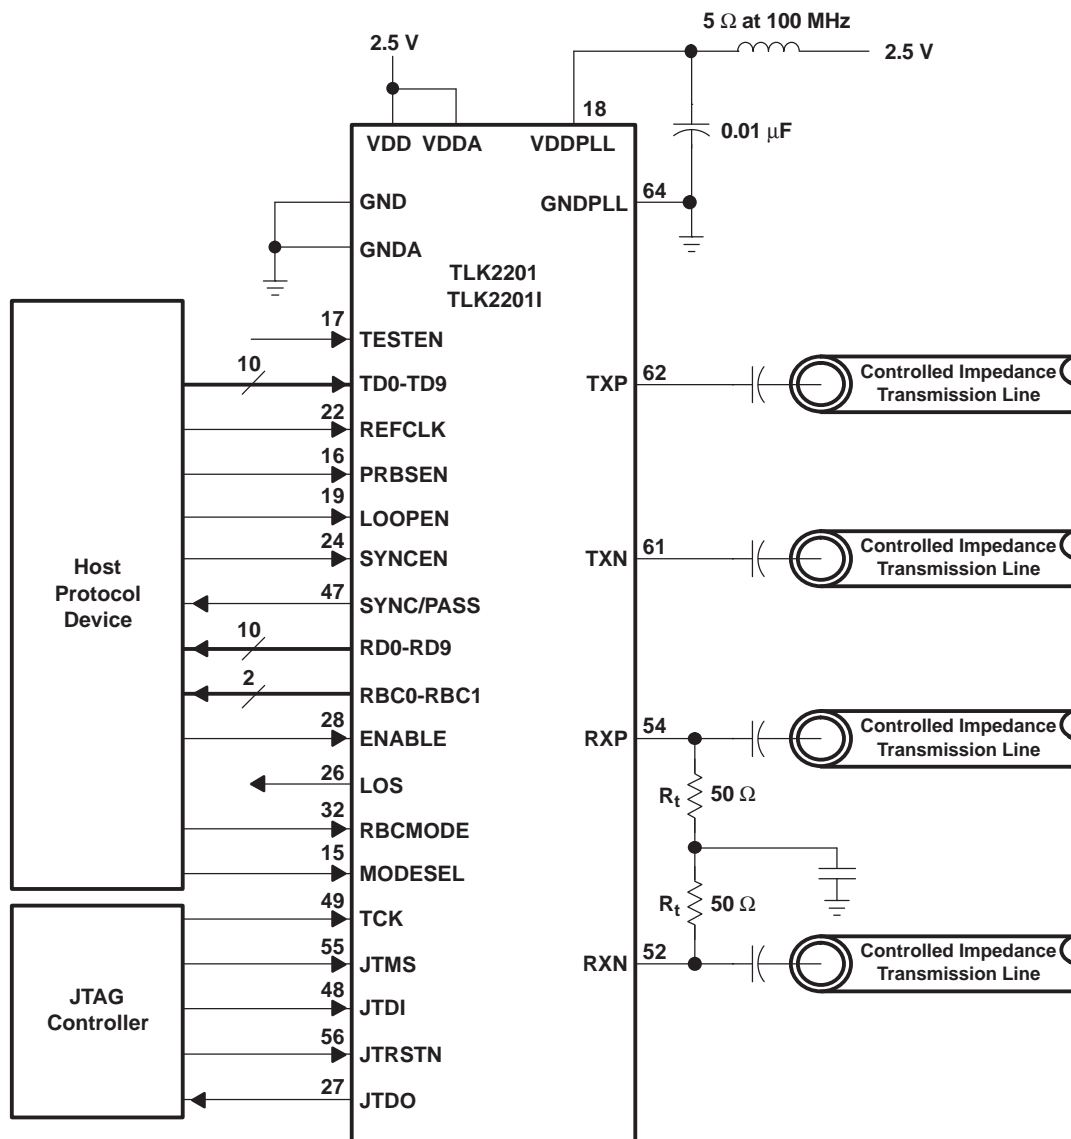 5 Ω at 100 MHz
2.5 V
2.5 V
18
0.01 μF
VDD VDDA VDDPLL
GND
GNDPLL
64
GNDA
TLK2201
TLK2201I
17
TESTEN
10
TD0-TD9
TXP
62
Controlled Impedance
Transmission Line
22
REFCLK
16
PRBSEN
19
LOOPEN
24
SYNCEN
TXN
61
Controlled Impedance
Transmission Line
Host
Protocol
Device
47
SYNC/PASS
10
RD0-RD9
2
RBC0-RBC1
28
ENABLE
RXP
54
Controlled Impedance
Transmission Line
26
LOS
Rt
50 Ω
32
RBCMODE
15
MODESEL
49
TCK
Rt
50 Ω
55
JTMS
RXN
52
Controlled Impedance
Transmission Line
JTAG
Controller
48
JTDI
56
JTRSTN
27
JTDO